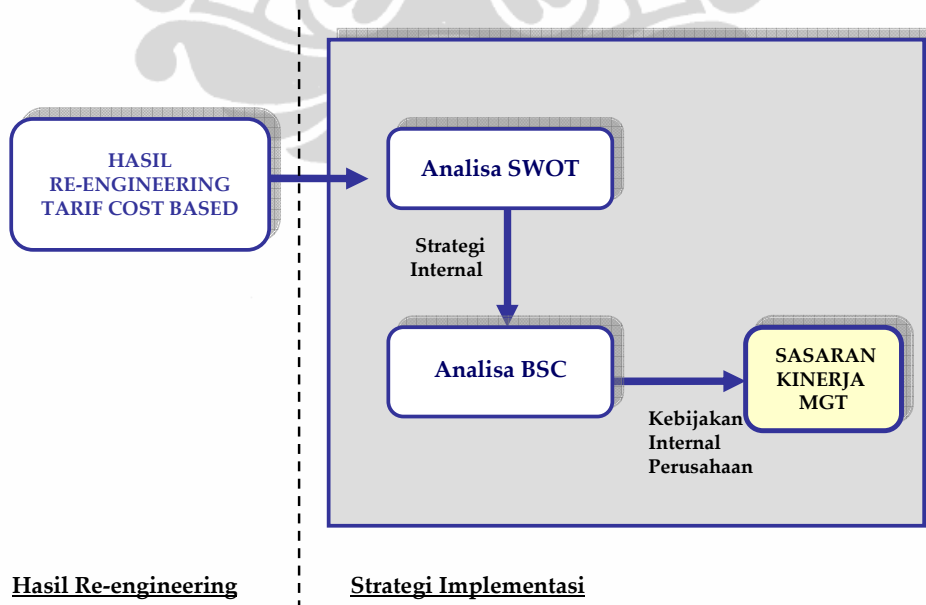 HASIL
RE-ENGINEERING
TARIF COST BASED
Analisa SWOT
Strategi
Internal
Analisa BSC
Kebijakan
Internal
Perusahaan
SASARAN
KINERJA
MGT
Hasil Re-engineering
Strategi Implementasi